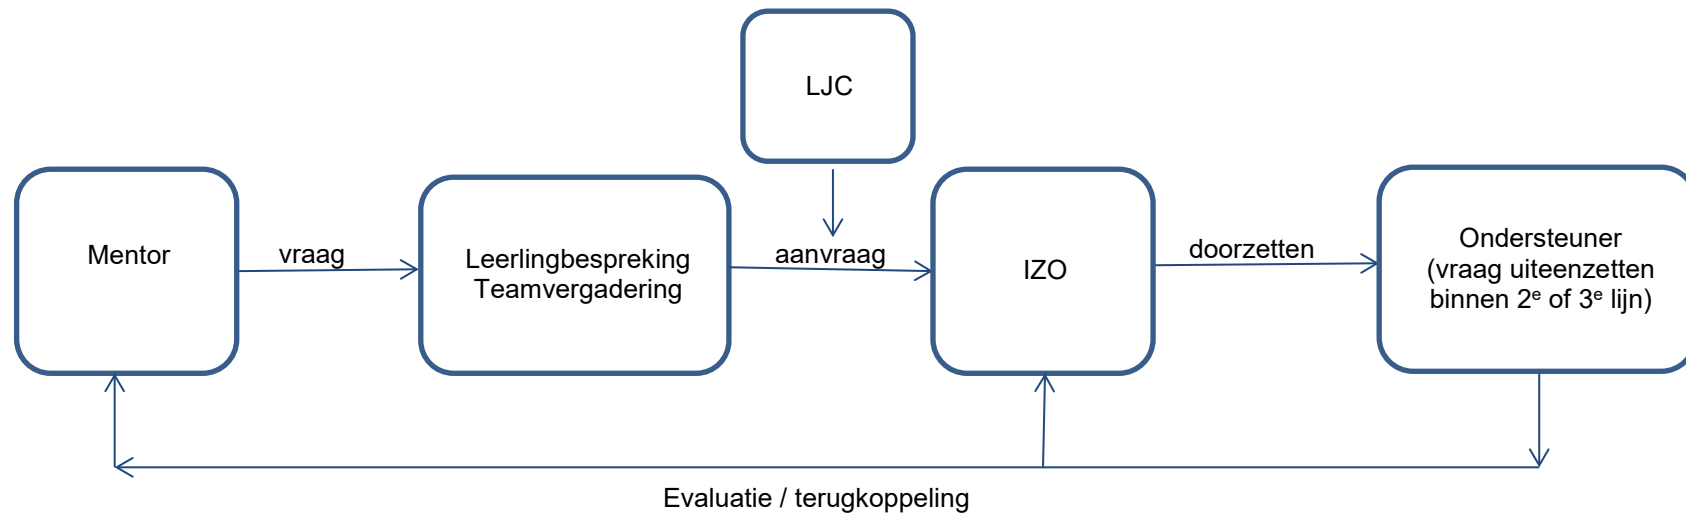 LJC
Mentor
vraag
Leerlingbespreking
Teamvergadering
aanvraag
IZO
doorzetten
Ondersteuner
(vraag uiteenzetten
binnen 2ᵉ of 3ᵉ lijn)
Evaluatie / terugkoppeling